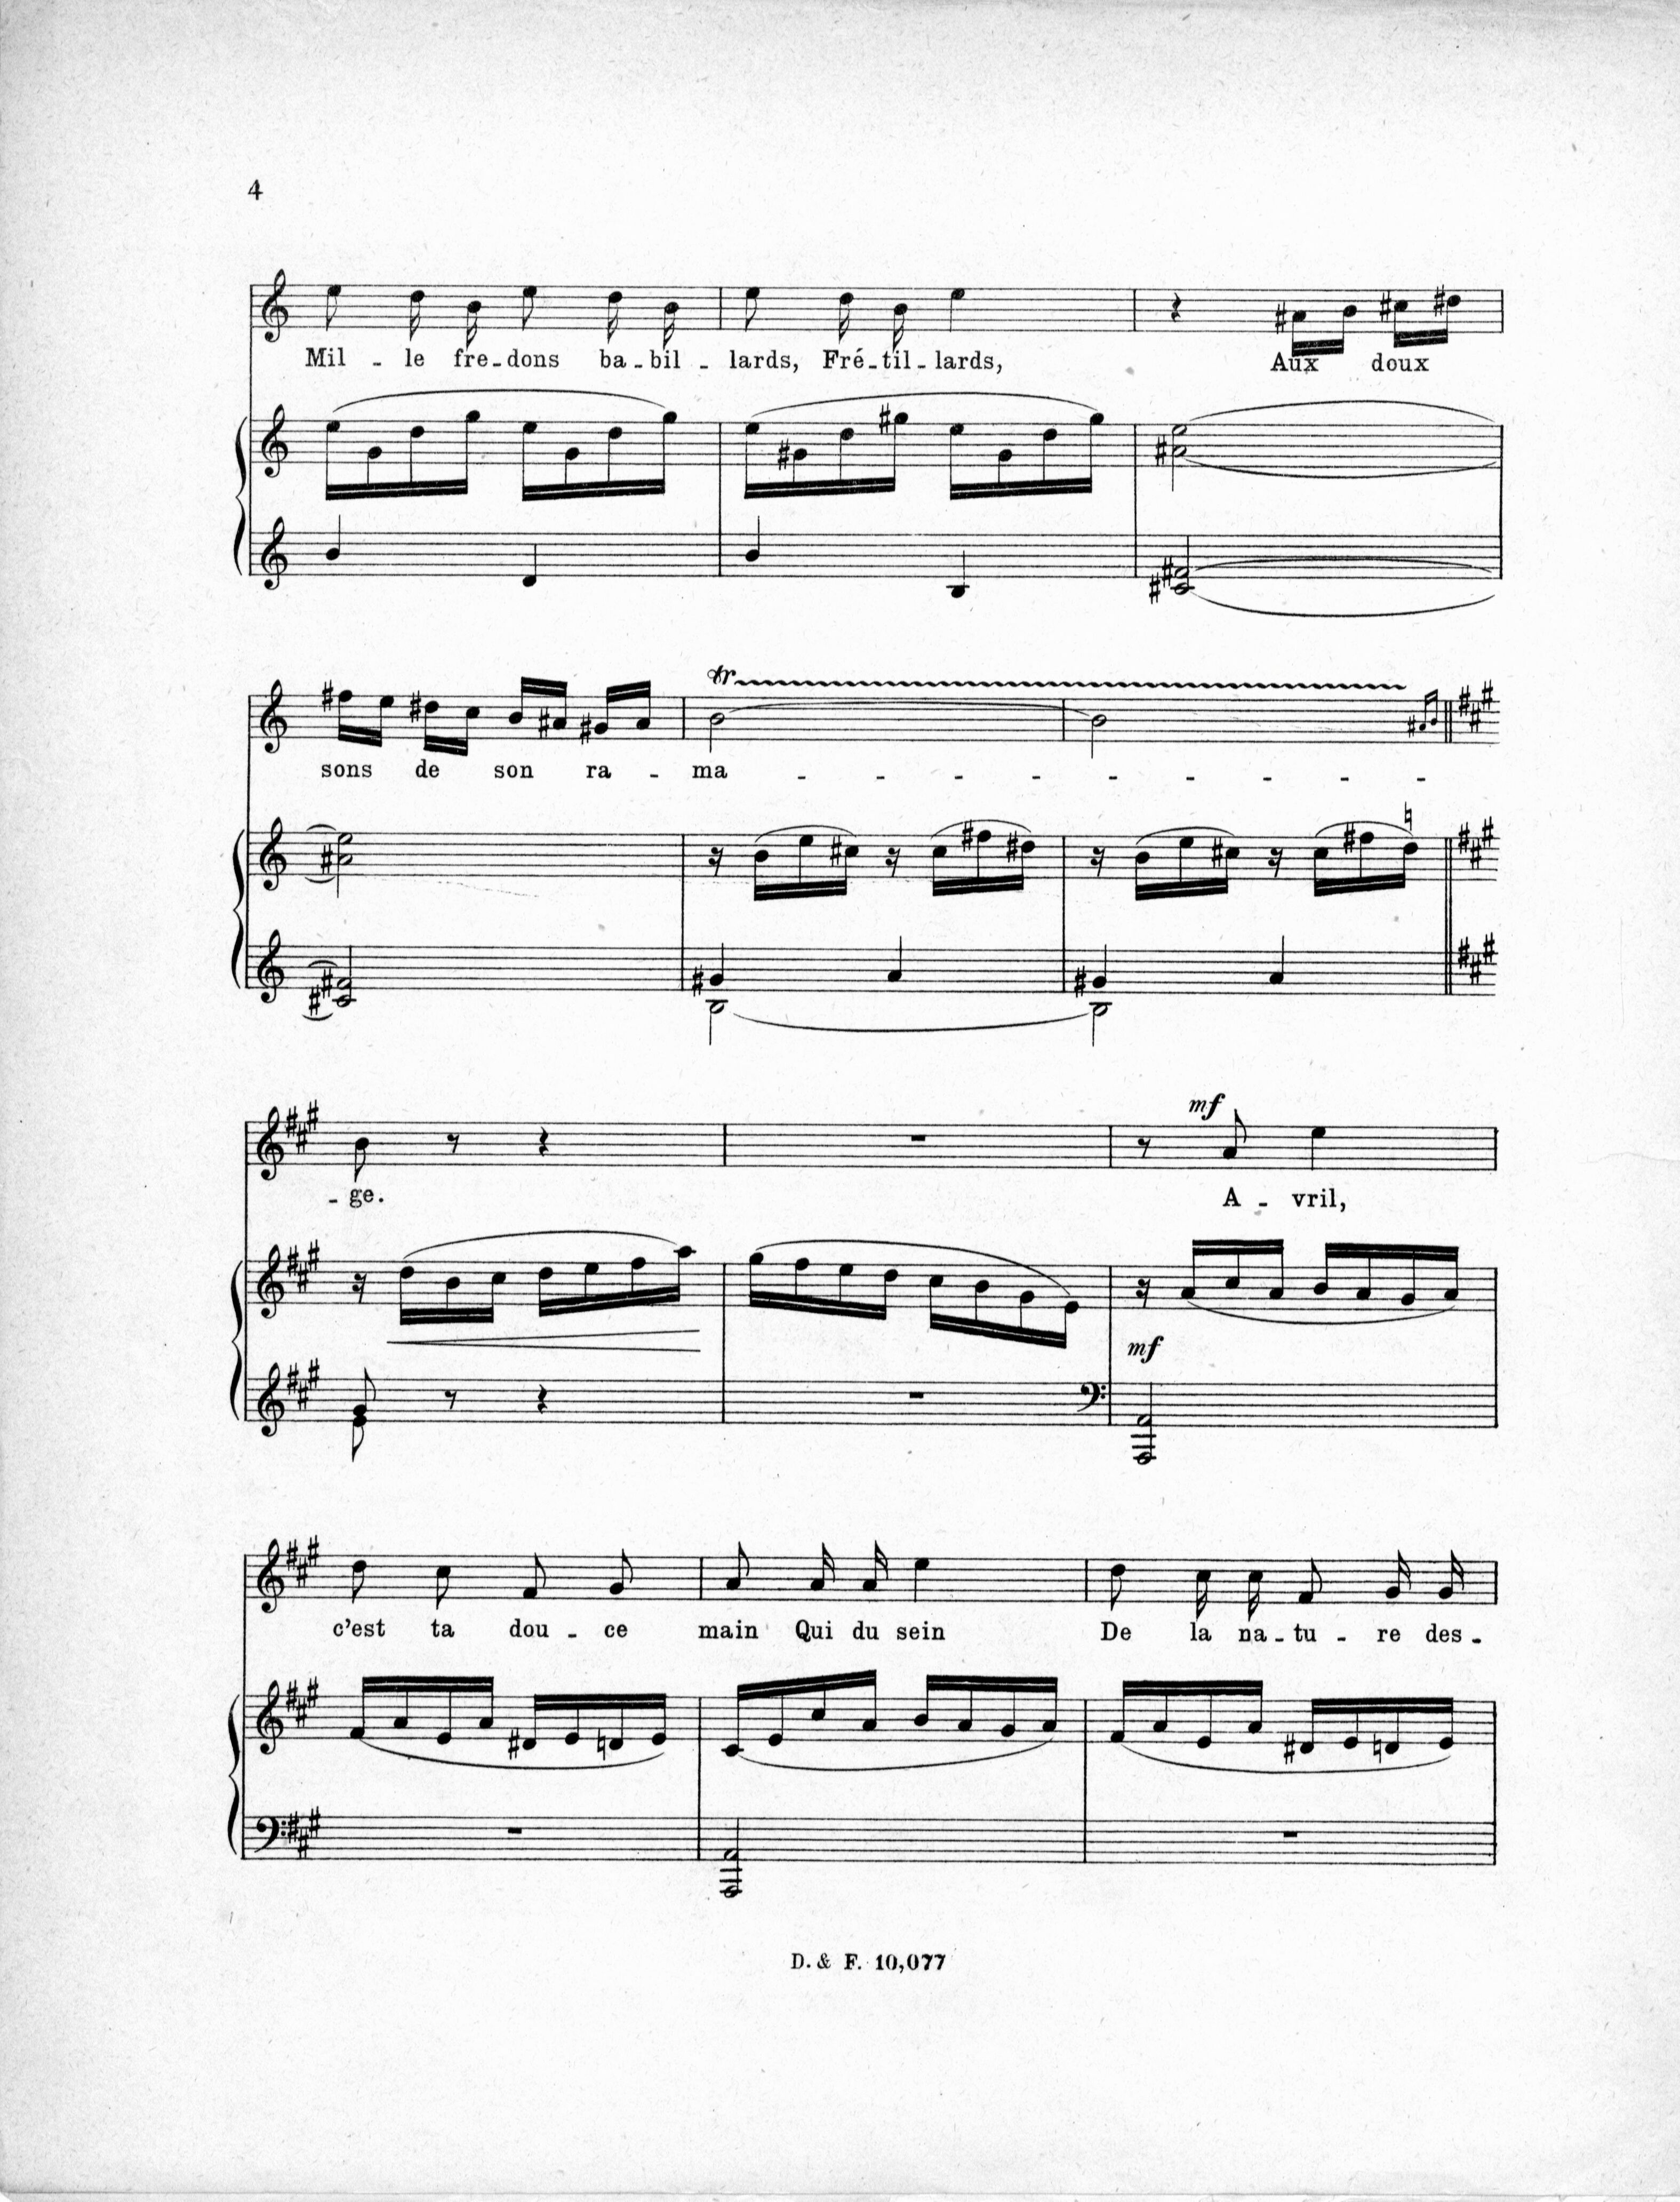 4
Mil - le fre - dons ba - bil - lards, Fré - til - lards, Aux doux
tr
sons de son ra - ma - - - - - - - - -
mf
- ge. A - vril,
mf
c'est ta dou - ce main Qui du sein De la na - tu - re des -
D. & F. 10,077